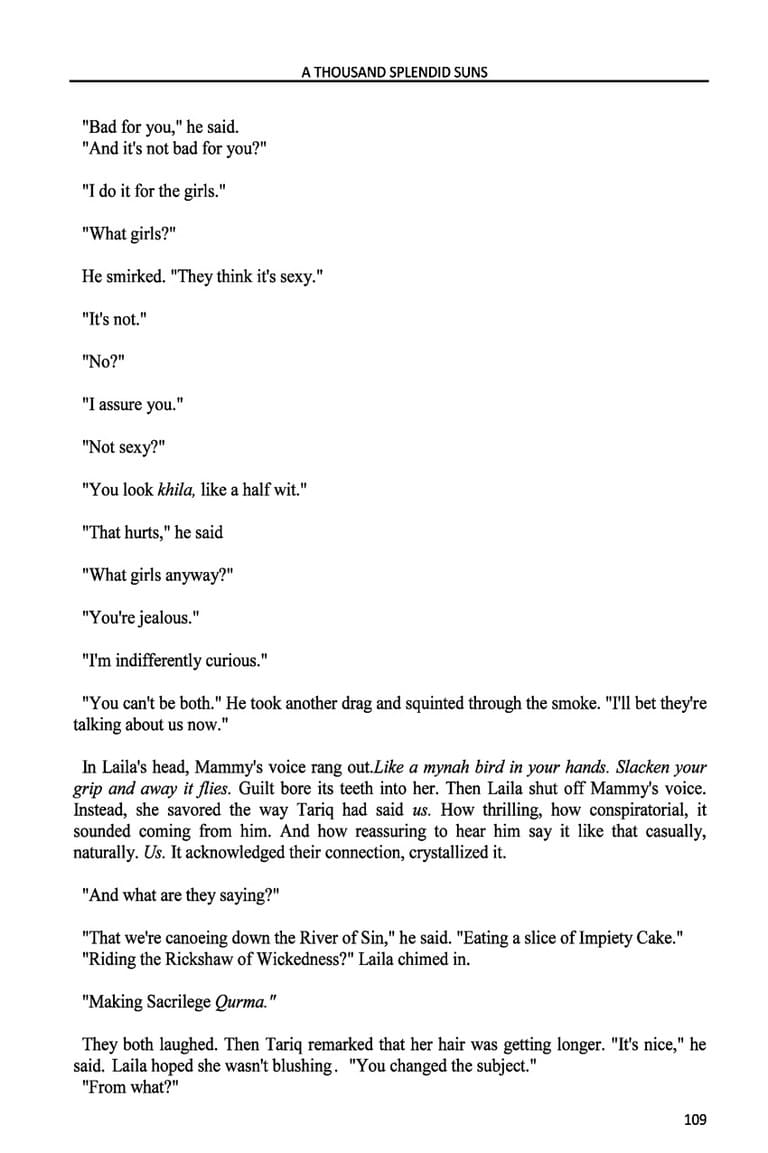 A THOUSAND SPLENDID SUNS
"Bad for you," he said.
"And it's not bad for you?"
"I do it for the girls."
"What girls?"
He smirked. "They think it's sexy."
"It's not."
"No?"
"I assure you."
"Not sexy?"
"You look khila, like a half wit."
"That hurts," he said
"What girls anyway?"
"You're jealous."
"I'm indifferently curious."
"You can't be both." He took another drag and squinted through the smoke. "I'll bet they're
talking about us now."
In Laila's head, Mammy's voice rang out.Like a mynah bird in your hands. Slacken your
grip and away it flies. Guilt bore its teeth into her. Then Laila shut off Mammy's voice.
Instead, she savored the way Tariq had said us. How thrilling, how conspiratorial, it
sounded coming from him. And how reassuring to hear him say it like that casually,
naturally. Us. It acknowledged their connection, crystallized it.
"And what are they saying?"
"That we're canoeing down the River of Sin," he said. "Eating a slice of Impiety Cake."
"Riding the Rickshaw of Wickedness?" Laila chimed in.
"Making Sacrilege Qurma."
They both laughed. Then Tariq remarked that her hair was getting longer. "It's nice," he
said. Laila hoped she wasn't blushing. "You changed the subject."
"From what?"
109